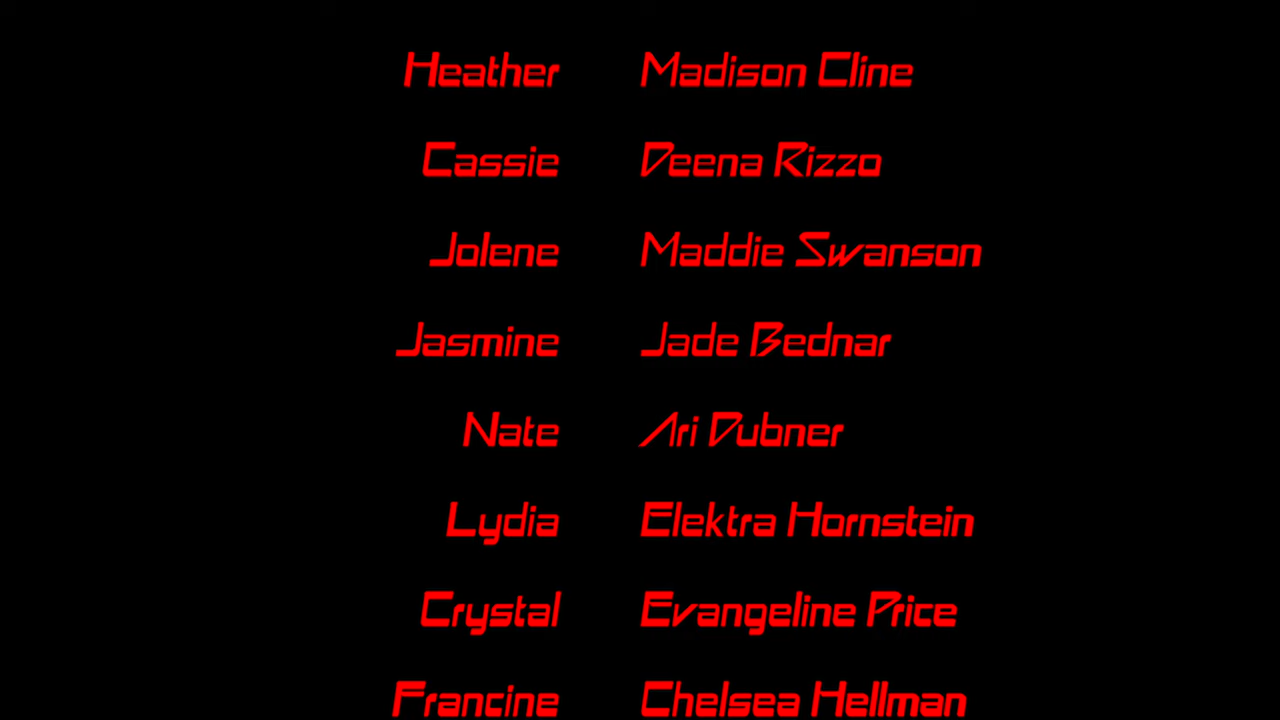 Heather Madison Cline
Cassie Deena Rizzo
Jolene Maddie Swanson
Jasmine Jade Bednar
Nate Ari Dubner
Lydia Elektra Hornstein
Crystal Evangeline Price
Francine Chelsea Hellman